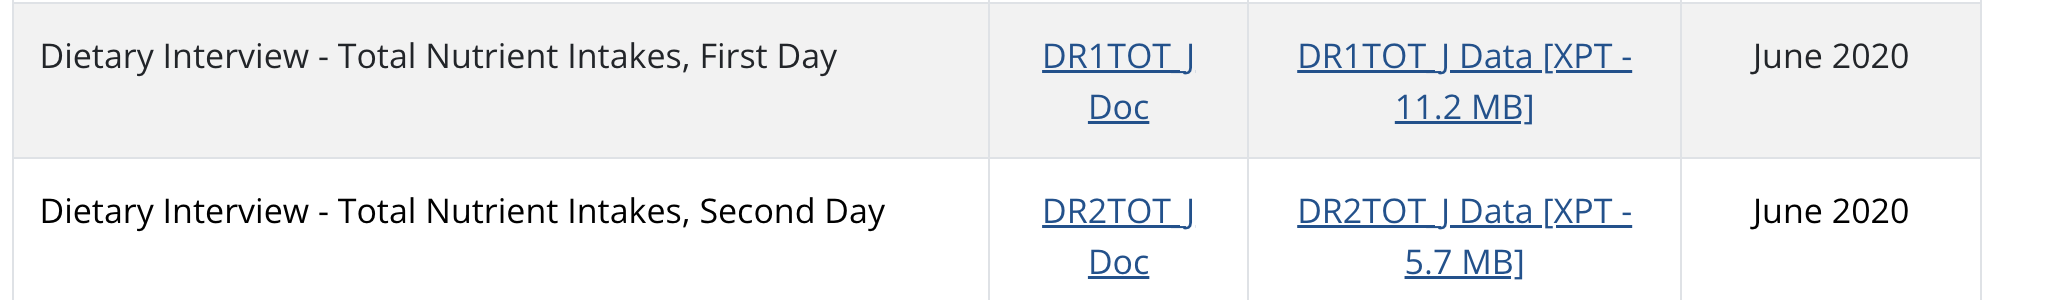 Dietary Interview - Total Nutrient Intakes, First Day
DR1TOT_J
Doc
DR1TOT_J Data [XPT -
11.2 MB]
June 2020
Dietary Interview - Total Nutrient Intakes, Second Day
DR2TOT_J
Doc
DR2TOT_J Data [XPT -
5.7 MB]
June 2020